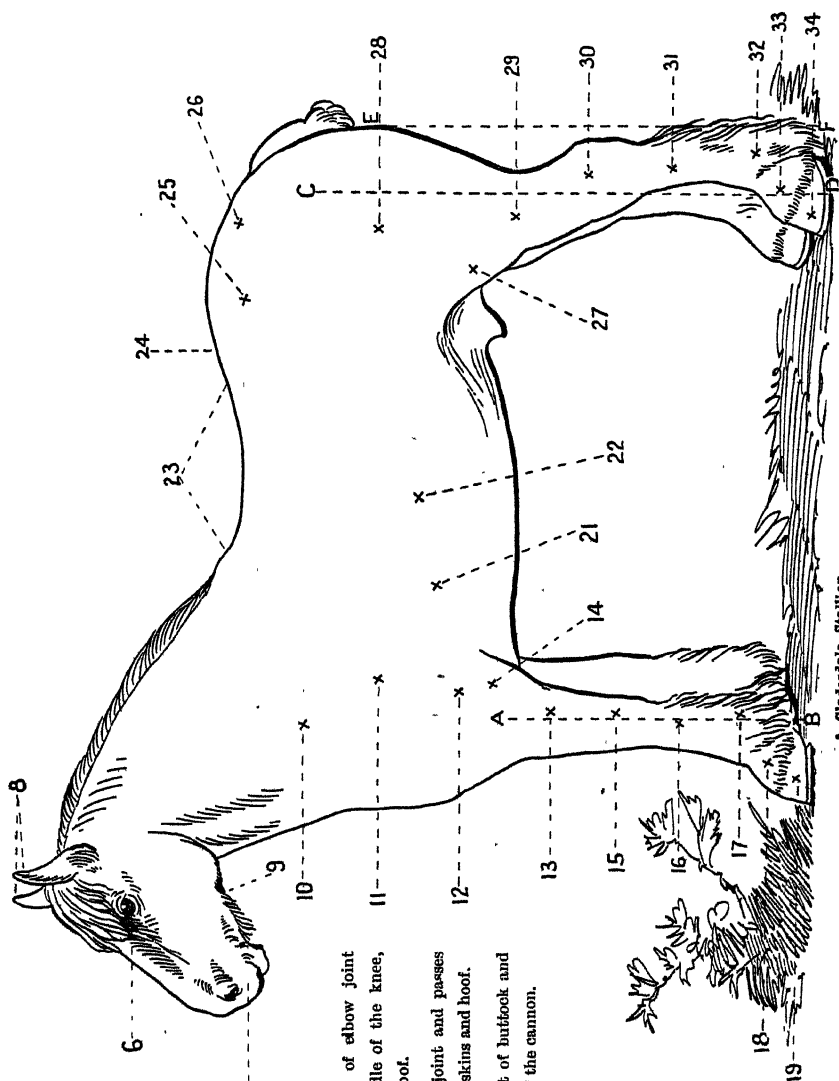 8
6
9
10
11
12
13
14
15
16
17
18
19
21
22
23
24
25
26
27
28
29
30
31
32
33
34
A
B
C
D
E
F
of elbow joint
dle of the knee,
oof.
joint and passes
skins and hoof.
t of buttock and
the cannon.